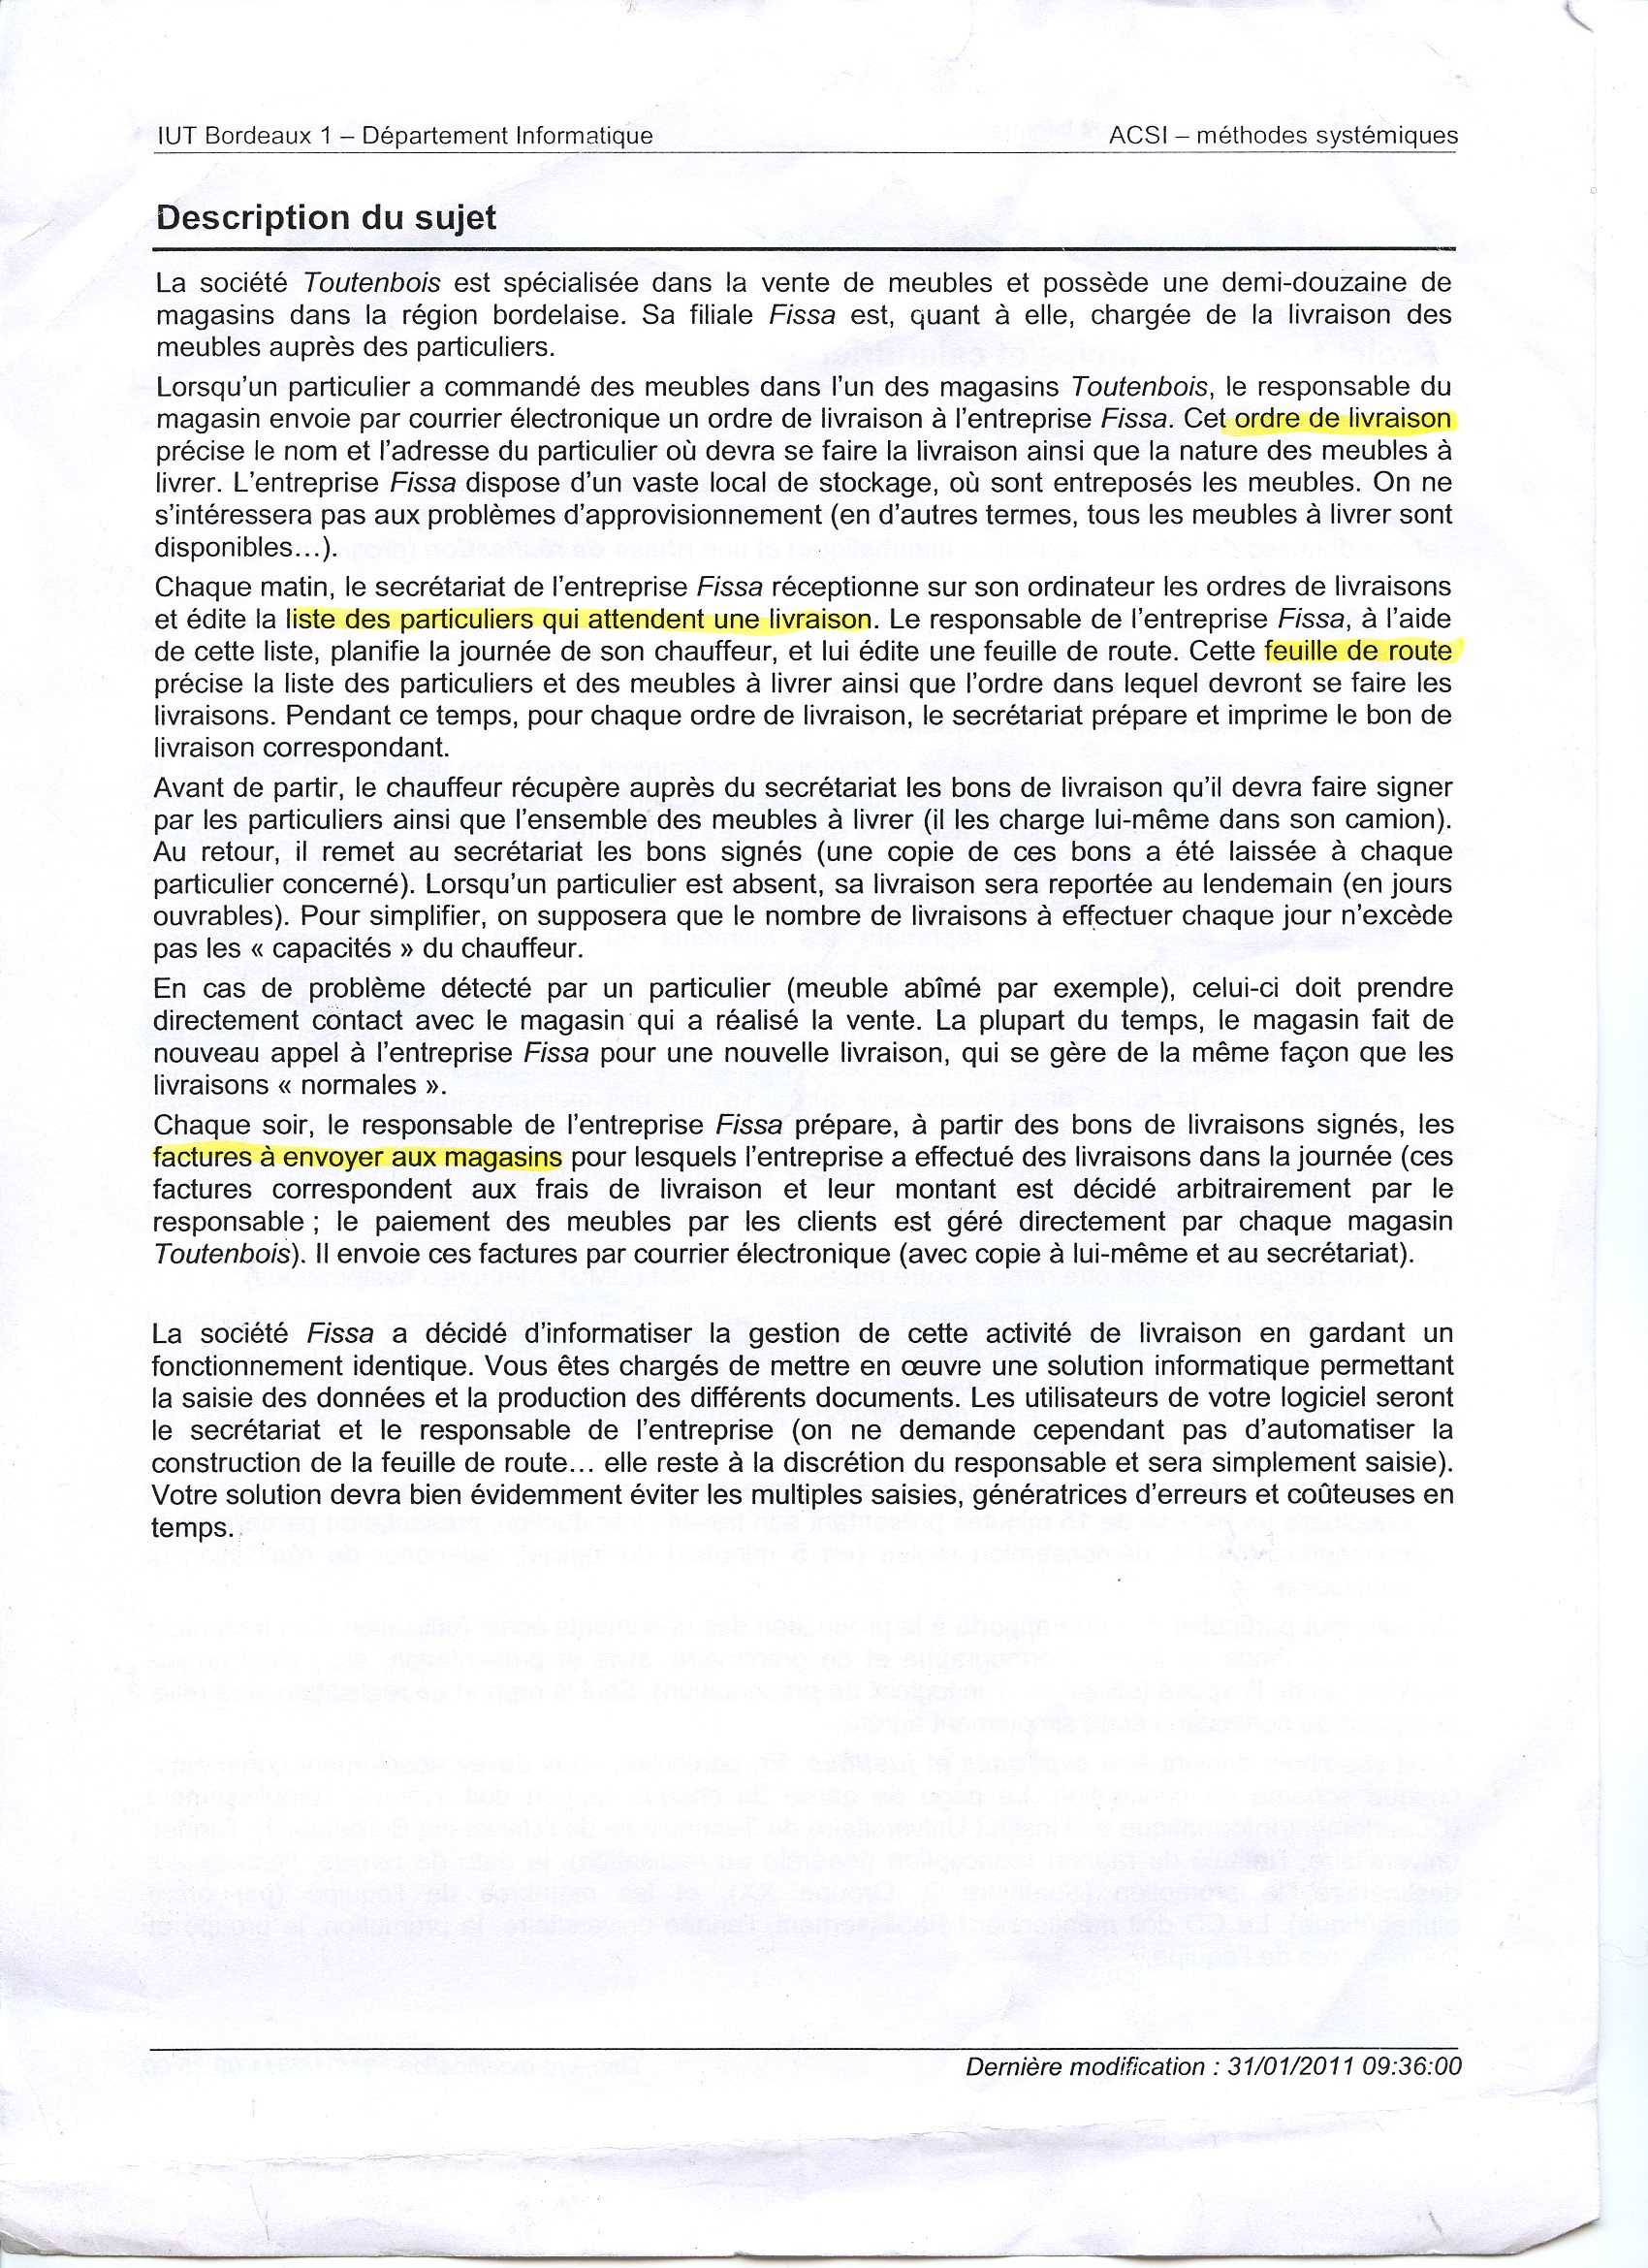 IUT Bordeaux 1 – Département Informatique ACSI – méthodes systémiques
Description du sujet
La société Toutenbois est spécialisée dans la vente de meubles et possède une demi-douzaine de
magasins dans la région bordelaise. Sa filiale Fissa est, quant à elle, chargée de la livraison des
meubles auprès des particuliers.
Lorsqu'un particulier a commandé des meubles dans l'un des magasins Toutenbois, le responsable du
magasin envoie par courrier électronique un ordre de livraison à l'entreprise Fissa. Cet ordre de livraison
précise le nom et l'adresse du particulier où devra se faire la livraison ainsi que la nature des meubles à
livrer. L'entreprise Fissa dispose d'un vaste local de stockage, où sont entreposés les meubles. On ne
s'intéressera pas aux problèmes d'approvisionnement (en d'autres termes, tous les meubles à livrer sont
disponibles...).
Chaque matin, le secrétariat de l'entreprise Fissa réceptionne sur son ordinateur les ordres de livraisons
et édite la liste des particuliers qui attendent une livraison. Le responsable de l'entreprise Fissa, à l'aide
de cette liste, planifie la journée de son chauffeur, et lui édite une feuille de route. Cette feuille de route
précise la liste des particuliers et des meubles à livrer ainsi que l'ordre dans lequel devront se faire les
livraisons. Pendant ce temps, pour chaque ordre de livraison, le secrétariat prépare et imprime le bon de
livraison correspondant.
Avant de partir, le chauffeur récupère auprès du secrétariat les bons de livraison qu'il devra faire signer
par les particuliers ainsi que l'ensemble des meubles à livrer (il les charge lui-même dans son camion).
Au retour, il remet au secrétariat les bons signés (une copie de ces bons a été laissée à chaque
particulier concerné). Lorsqu'un particulier est absent, sa livraison sera reportée au lendemain (en jours
ouvrables). Pour simplifier, on supposera que le nombre de livraisons à effectuer chaque jour n'excède
pas les « capacités » du chauffeur.
En cas de problème détecté par un particulier (meuble abîmé par exemple), celui-ci doit prendre
directement contact avec le magasin qui a réalisé la vente. La plupart du temps, le magasin fait de
nouveau appel à l'entreprise Fissa pour une nouvelle livraison, qui se gère de la même façon que les
livraisons « normales ».
Chaque soir, le responsable de l'entreprise Fissa prépare, à partir des bons de livraisons signés, les
factures à envoyer aux magasins pour lesquels l'entreprise a effectué des livraisons dans la journée (ces
factures correspondent aux frais de livraison et leur montant est décidé arbitrairement par le
responsable ; le paiement des meubles par les clients est géré directement par chaque magasin
Toutenbois). Il envoie ces factures par courrier électronique (avec copie à lui-même et au secrétariat).
La société Fissa a décidé d'informatiser la gestion de cette activité de livraison en gardant un
fonctionnement identique. Vous êtes chargés de mettre en œuvre une solution informatique permettant
la saisie des données et la production des différents documents. Les utilisateurs de votre logiciel seront
le secrétariat et le responsable de l'entreprise (on ne demande cependant pas d'automatiser la
construction de la feuille de route... elle reste à la discrétion du responsable et sera simplement saisie).
Votre solution devra bien évidemment éviter les multiples saisies, génératrices d'erreurs et coûteuses en
temps.
Dernière modification : 31/01/2011 09:36:00